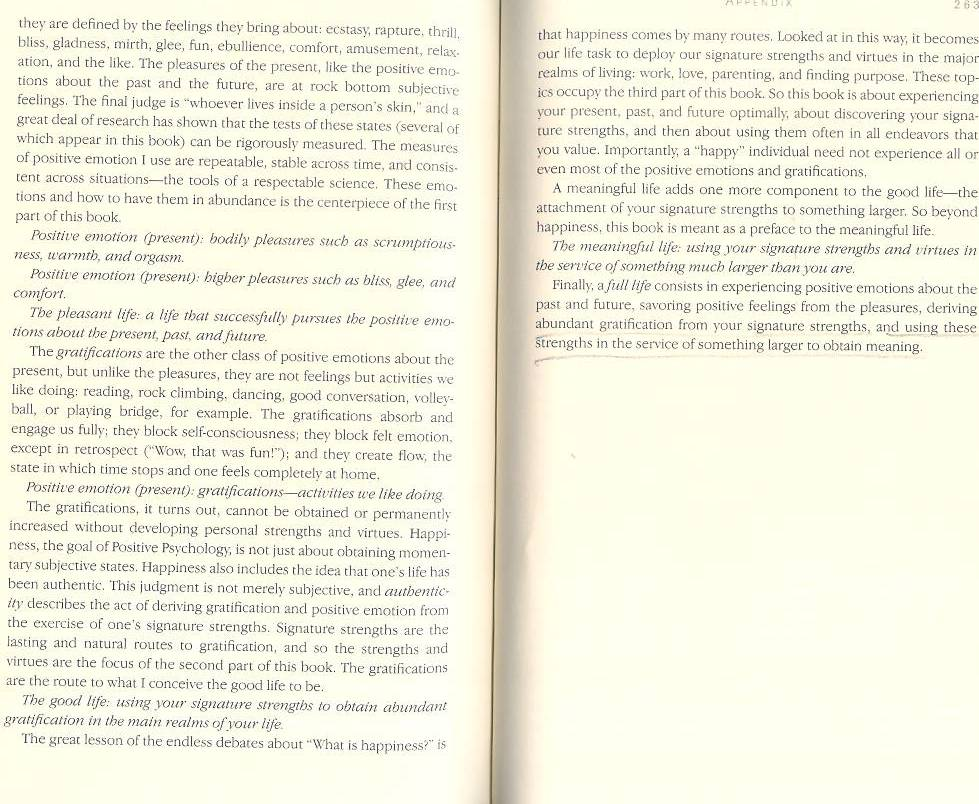 they are defined by the feelings they bring about: ecstasy, rapture, thrill,
bliss, gladness, mirth, glee, fun, ebullience, comfort, amusement, relax-
ation, and the like. The pleasures of the present, like the positive emo-
tions about the past and the future, are at rock bottom subjective
feelings. The final judge is “whoever lives inside a person's skin,” and a
great deal of research has shown that the tests of these states (several of
which appear in this book) can be rigorously measured. The measures
of positive emotion I use are repeatable, stable across time, and consis-
tent across situations—the tools of a respectable science. These emo-
tions and how to have them in abundance is the centerpiece of the first
part of this book.
Positive emotion (present): bodily pleasures such as scrumptious-
ness, warmth, and orgasm.
Positive emotion (present): higher pleasures such as bliss, glee, and
comfort.
The pleasant life: a life that successfully pursues the positive emo-
tions about the present, past, and future.
The gratifications are the other class of positive emotions about the
present, but unlike the pleasures, they are not feelings but activities we
like doing: reading, rock climbing, dancing, good conversation, volley-
ball, or playing bridge, for example. The gratifications absorb and
engage us fully; they block self-consciousness; they block felt emotion,
except in retrospect (“Wow, that was fun!”); and they create flow, the
state in which time stops and one feels completely at home.
Positive emotion (present): gratifications—activities we like doing
The gratifications, it turns out, cannot be obtained or permanently
increased without developing personal strengths and virtues. Happi-
ness, the goal of Positive Psychology, is not just about obtaining momen-
tary subjective states. Happiness also includes the idea that one's life has
been authentic. This judgment is not merely subjective, and authentic-
ity describes the act of deriving gratification and positive emotion from
the exercise of one's signature strengths. Signature strengths are the
lasting and natural routes to gratification, and so the strengths and
virtues are the focus of the second part of this book. The gratifications
are the route to what I conceive the good life to be.
The good life: using your signature strengths to obtain abundant
gratification in the main realms of your life.
The great lesson of the endless debates about “What is happiness?” is
APPENDIX 263
that happiness comes by many routes. Looked at in this way, it becomes
our life task to deploy our signature strengths and virtues in the major
realms of living: work, love, parenting, and finding purpose. These top-
ics occupy the third part of this book. So this book is about experiencing
your present, past, and future optimally, about discovering your signa-
ture strengths, and then about using them often in all endeavors that
you value. Importantly, a “happy” individual need not experience all or
even most of the positive emotions and gratifications.
A meaningful life adds one more component to the good life—the
attachment of your signature strengths to something larger. So beyond
happiness, this book is meant as a preface to the meaningful life.
The meaningful life: using your signature strengths and virtues in
the service of something much larger than you are.
Finally, a full life consists in experiencing positive emotions about the
past and future, savoring positive feelings from the pleasures, deriving
abundant gratification from your signature strengths, and using these
strengths in the service of something larger to obtain meaning.